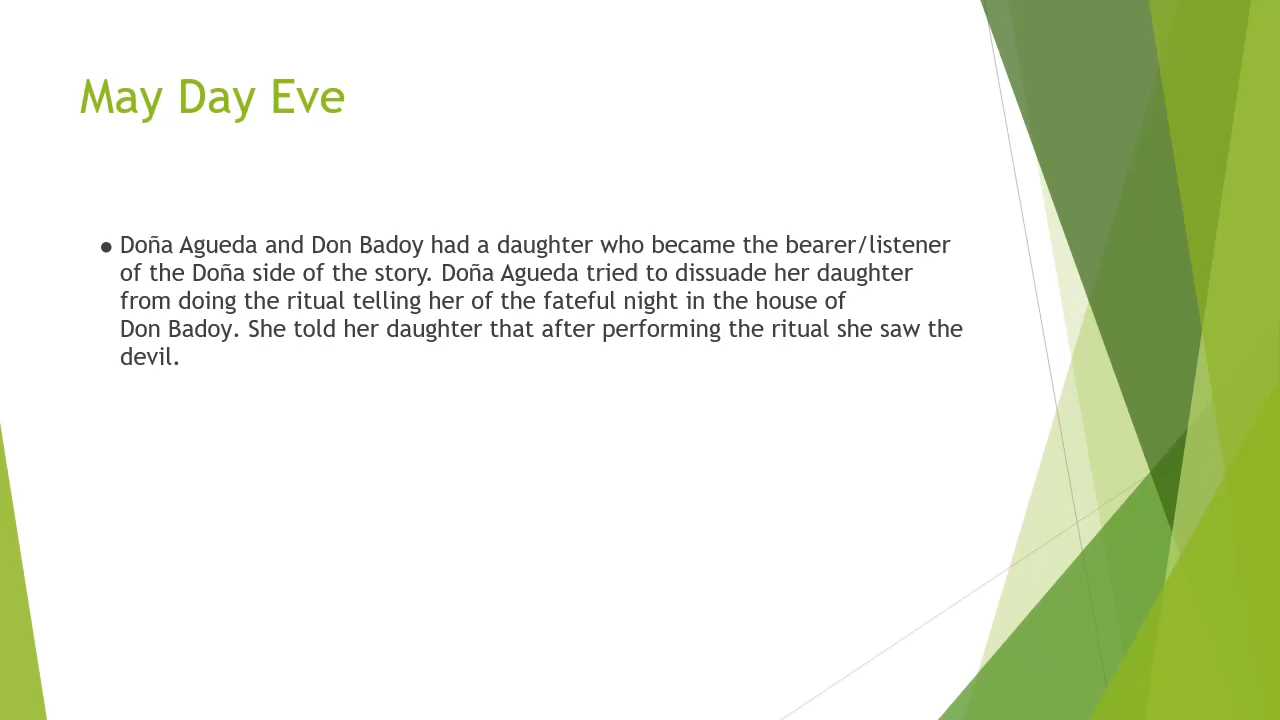 May Day Eve
● Doña Agueda and Don Badoy had a daughter who became the bearer/listener
of the Doña side of the story. Doña Agueda tried to dissuade her daughter
from doing the ritual telling her of the fateful night in the house of
Don Badoy. She told her daughter that after performing the ritual she saw the
devil.